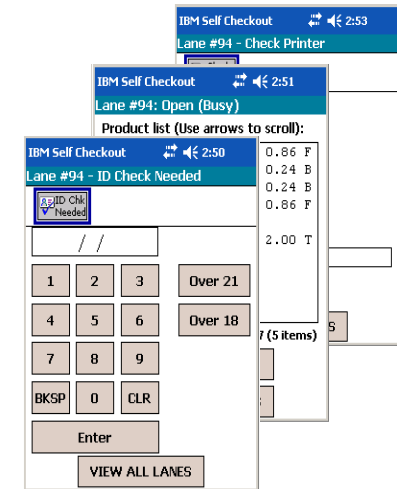 IBM Self Checkout 2:53
Lane #94 - Check Printer
IBM Self Checkout 2:51
Lane #94: Open (Busy)
Product list (Use arrows to scroll):
0.86 F
0.24 B
0.24 B
0.86 F
2.00 T
(5 items)
IBM Self Checkout 2:50
Lane #94 - ID Check Needed
ID Chk
Needed
/ /
1 2 3 Over 21
4 5 6 Over 18
7 8 9
BKSP 0 CLR
Enter
VIEW ALL LANES